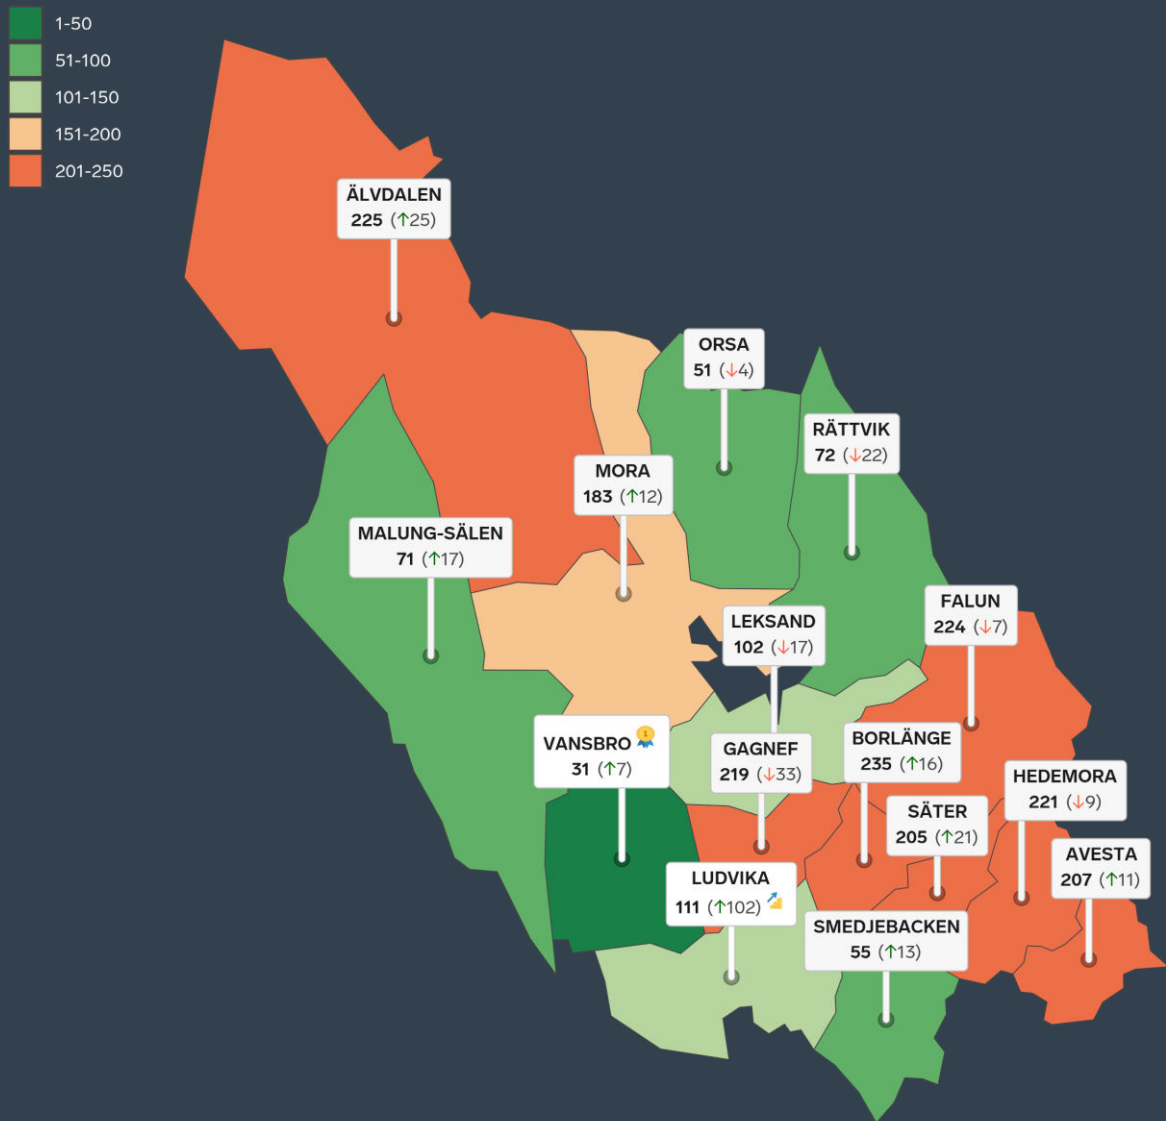 1-50
51-100
101-150
151-200
201-250
ÄLVDALEN
225 (↑25)
ORSA
51 (↓4)
RÄTTVIK
72 (↓22)
MORA
183 (↑12)
MALUNG-SÄLEN
71 (↑17)
FALUN
224 (↓7)
LEKSAND
102 (↓17)
VANSBRO 1
31 (↑7)
GAGNEF
219 (↓33)
BORLÄNGE
235 (↑16)
HEDEMORA
221 (↓9)
SÄTER
205 (↑21)
AVESTA
207 (↑11)
LUDVIKA
111 (↑102)
SMEDJEBACKEN
55 (↑13)